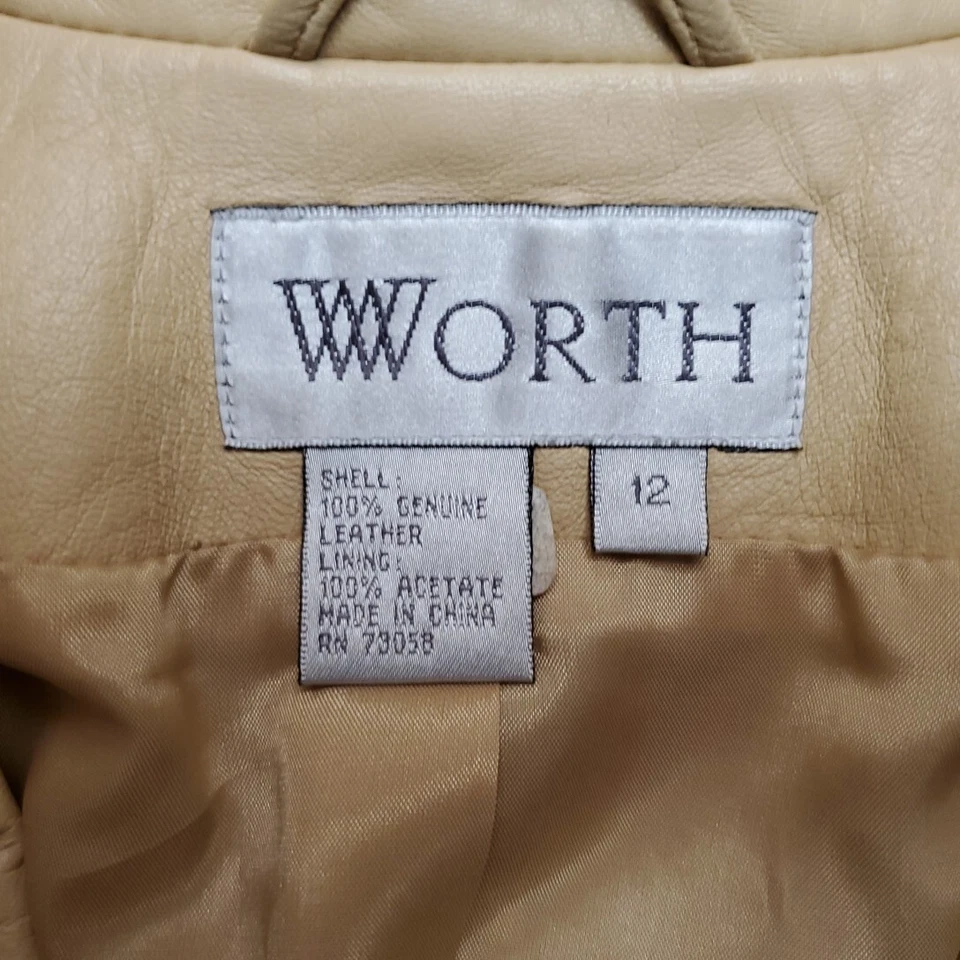 WORTH
SHELL:
100% GENUINE
LEATHER
LINING:
100% ACETATE
MADE IN CHINA
RN 73058
12